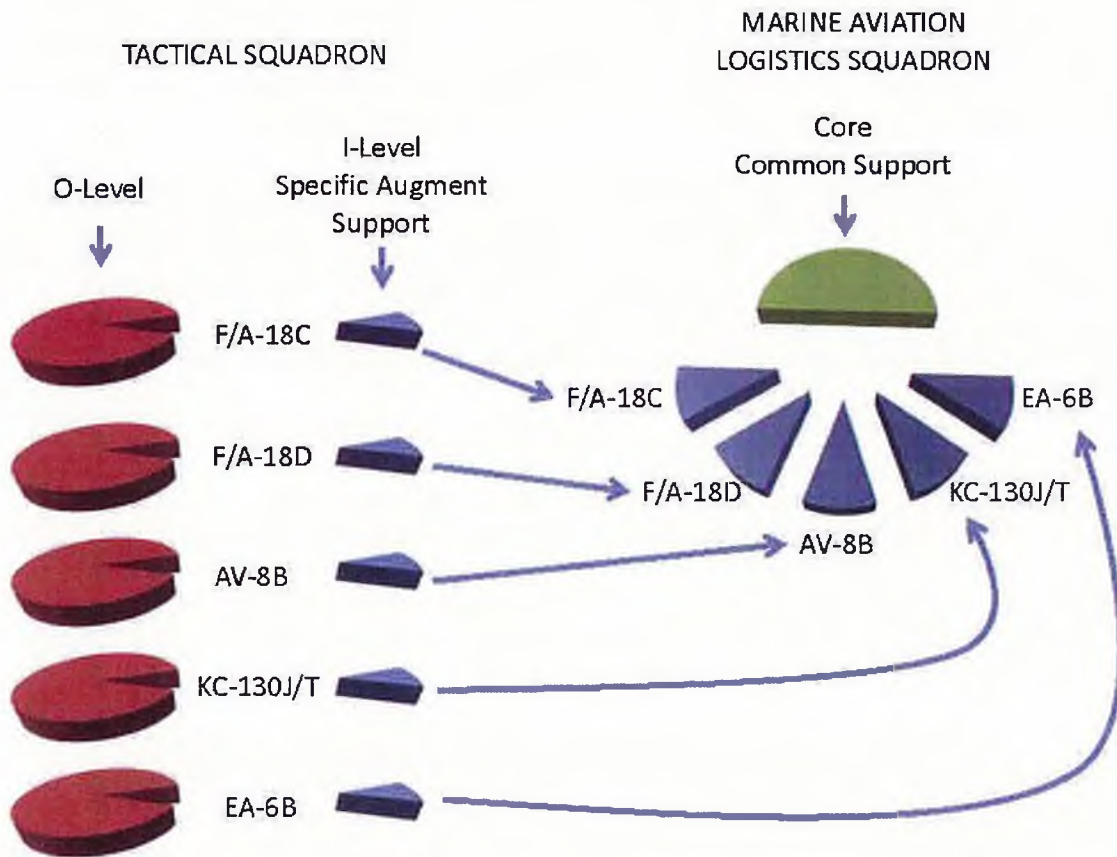 TACTICAL SQUADRON
MARINE AVIATION
LOGISTICS SQUADRON
O-Level
I-Level
Specific Augment
Support
Core
Common Support
F/A-18C
F/A-18D
AV-8B
KC-130J/T
EA-6B
F/A-18C
F/A-18D
AV-8B
KC-130J/T
EA-6B